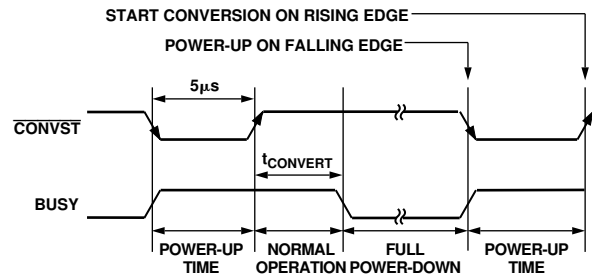 START CONVERSION ON RISING EDGE
POWER-UP ON FALLING EDGE
5μs
CONVST
tCONVERT
BUSY
POWER-UP TIME
NORMAL OPERATION
FULL POWER-DOWN
POWER-UP TIME